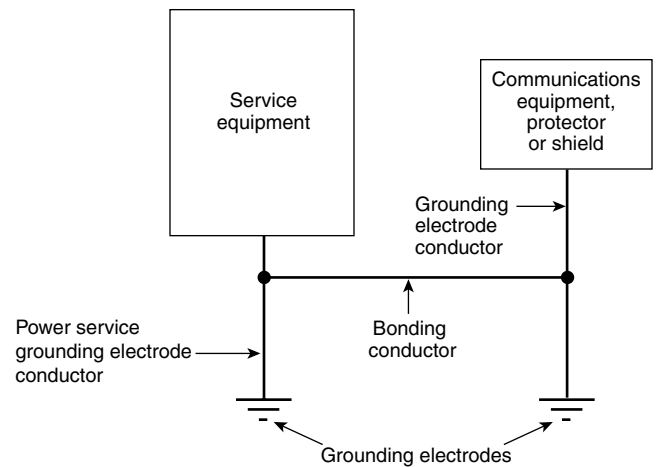 Service
equipment
Communications
equipment,
protector
or shield
Grounding
electrode
conductor
Power service
grounding electrode
conductor
Bonding
conductor
Grounding electrodes